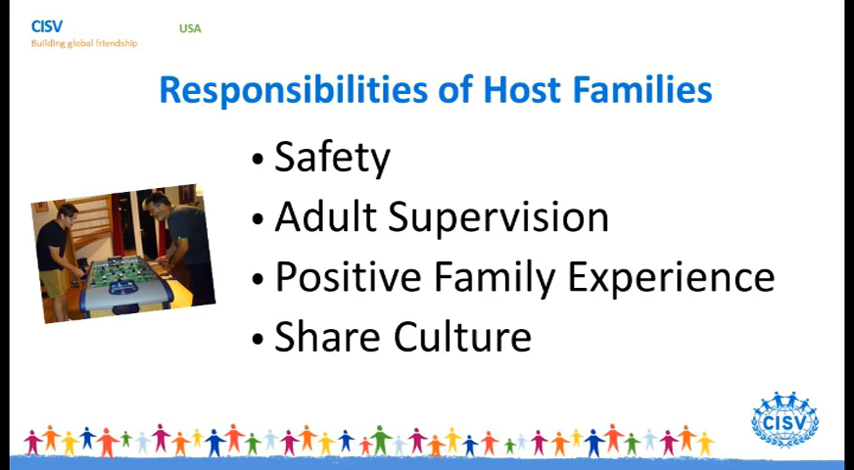 CISV
USA
Building global friendship
Responsibilities of Host Families
• Safety
• Adult Supervision
• Positive Family Experience
• Share Culture
CISV